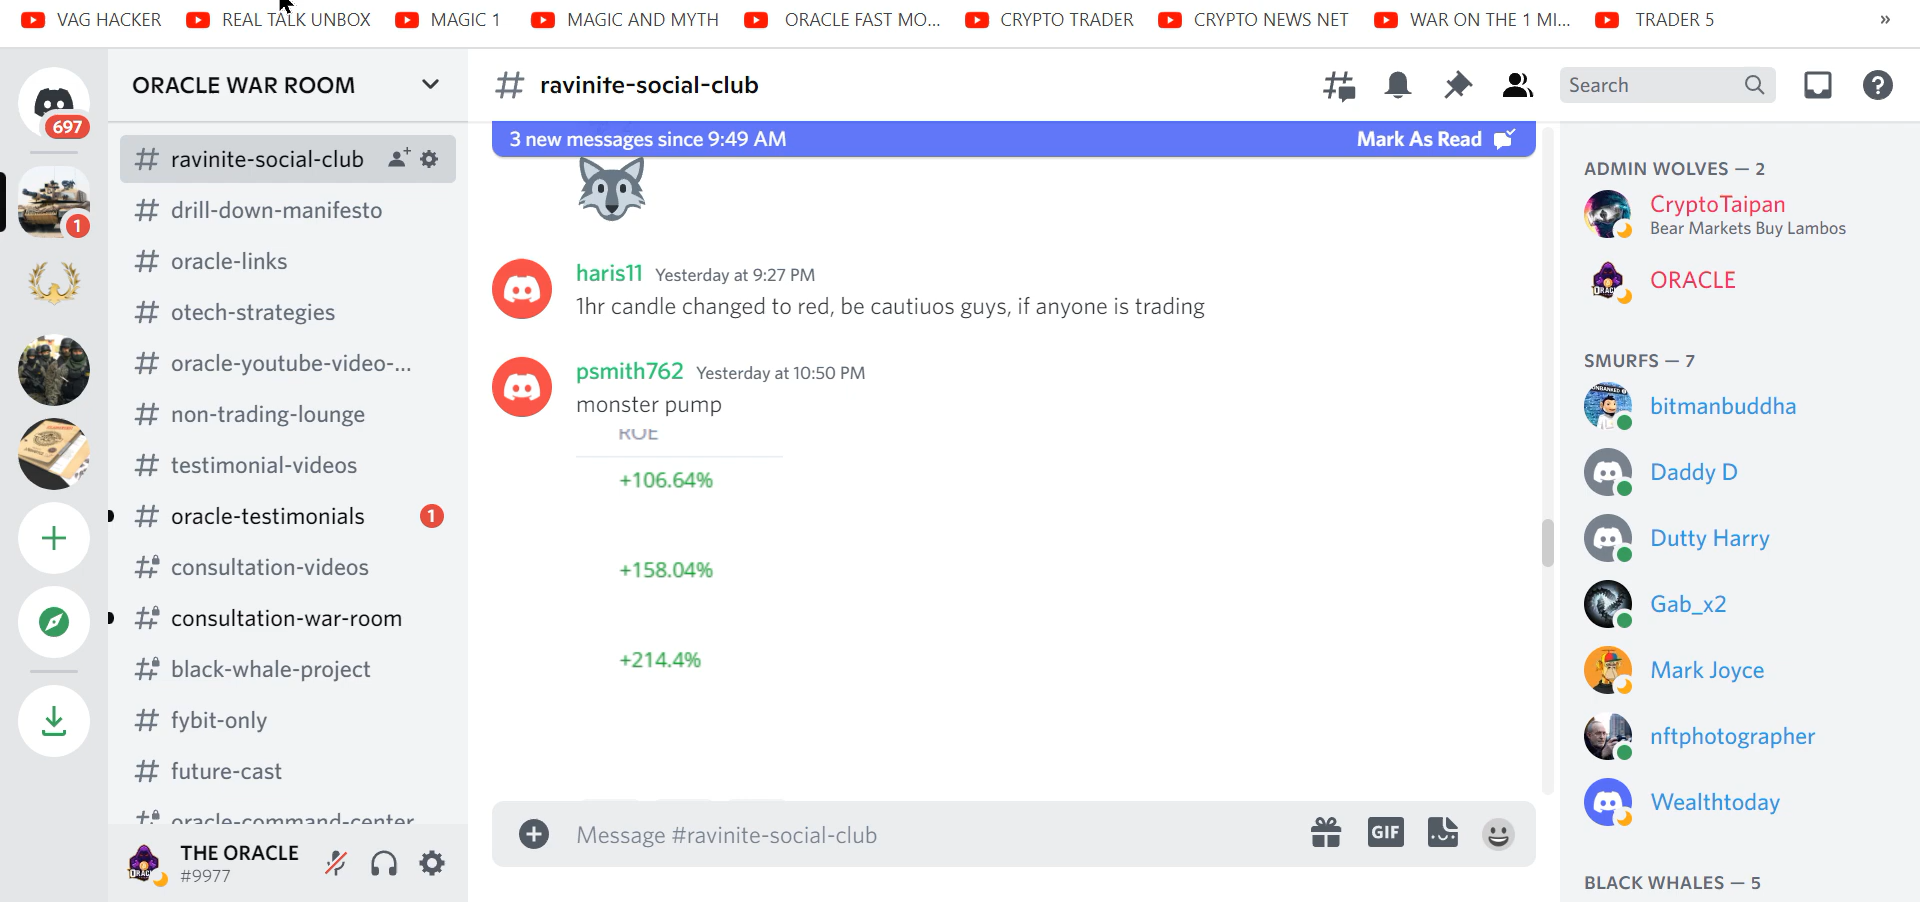 VAG HACKER
REAL TALK UNBOX
MAGIC 1
MAGIC AND MYTH
ORACLE FAST MO...
CRYPTO TRADER
CRYPTO NEWS NET
WAR ON THE 1 MI...
TRADER 5
»
697
1
ORACLE WAR ROOM
# ravinite-social-club
# drill-down-manifesto
# oracle-links
# otech-strategies
# oracle-youtube-video-...
# non-trading-lounge
# testimonial-videos
# oracle-testimonials 1
# consultation-videos
# consultation-war-room
# black-whale-project
# fybit-only
# future-cast
# oracle-command-center
THE ORACLE
#9977
# ravinite-social-club
Search
3 new messages since 9:49 AM Mark As Read
haris11 Yesterday at 9:27 PM
1hr candle changed to red, be cautiuos guys, if anyone is trading
psmith762 Yesterday at 10:50 PM
monster pump
ROE
+106.64%
+158.04%
+214.4%
Message #ravinite-social-club
GIF
ADMIN WOLVES — 2
CryptoTaipan
Bear Markets Buy Lambos
ORACLE
SMURFS — 7
bitmanbuddha
Daddy D
Dutty Harry
Gab_x2
Mark Joyce
nftphotographer
Wealthtoday
BLACK WHALES — 5